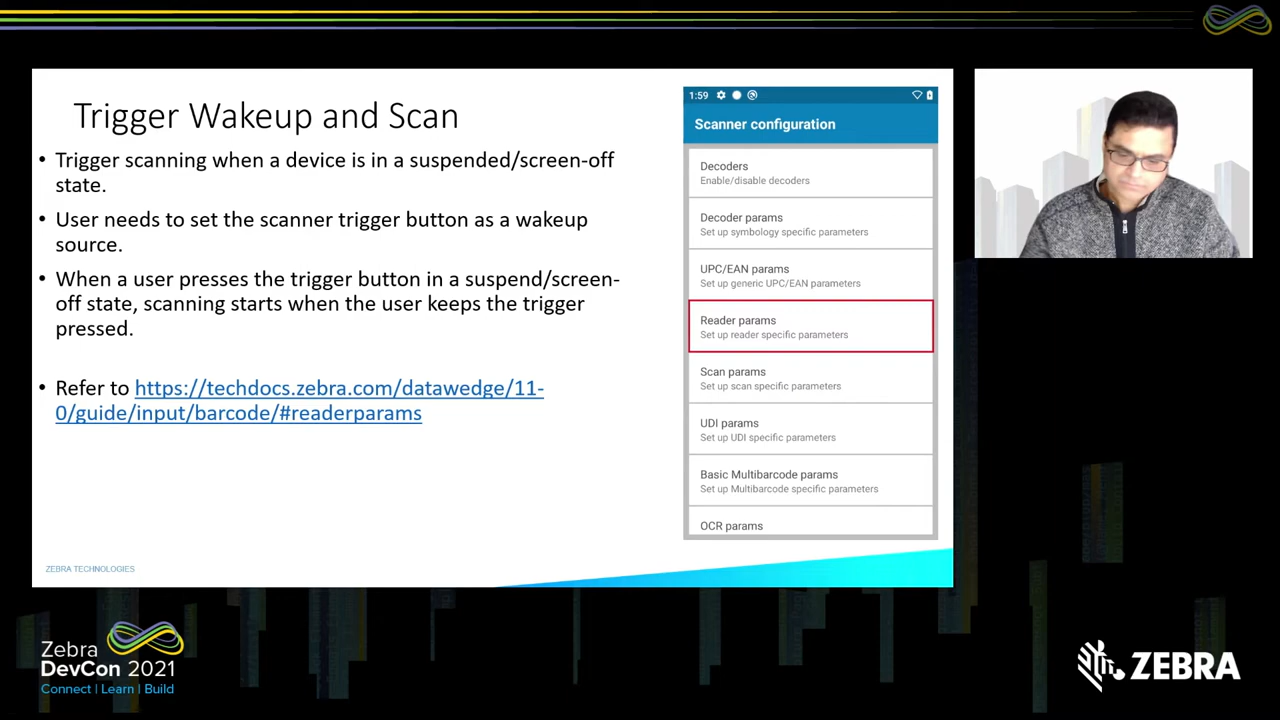 Trigger Wakeup and Scan
• Trigger scanning when a device is in a suspended/screen-off
state.
• User needs to set the scanner trigger button as a wakeup
source.
• When a user presses the trigger button in a suspend/screen-
off state, scanning starts when the user keeps the trigger
pressed.
• Refer to https://techdocs.zebra.com/datawedge/11-
0/guide/input/barcode/#readerparams
ZEBRA TECHNOLOGIES
1:59
Scanner configuration
Decoders
Enable/disable decoders
Decoder params
Set up symbology specific parameters
UPC/EAN params
Set up generic UPC/EAN parameters
Reader params
Set up reader specific parameters
Scan params
Set up scan specific parameters
UDI params
Set up UDI specific parameters
Basic Multibarcode params
Set up Multibarcode specific parameters
OCR params
Zebra
DevCon 2021
Connect | Learn | Build
ZEBRA